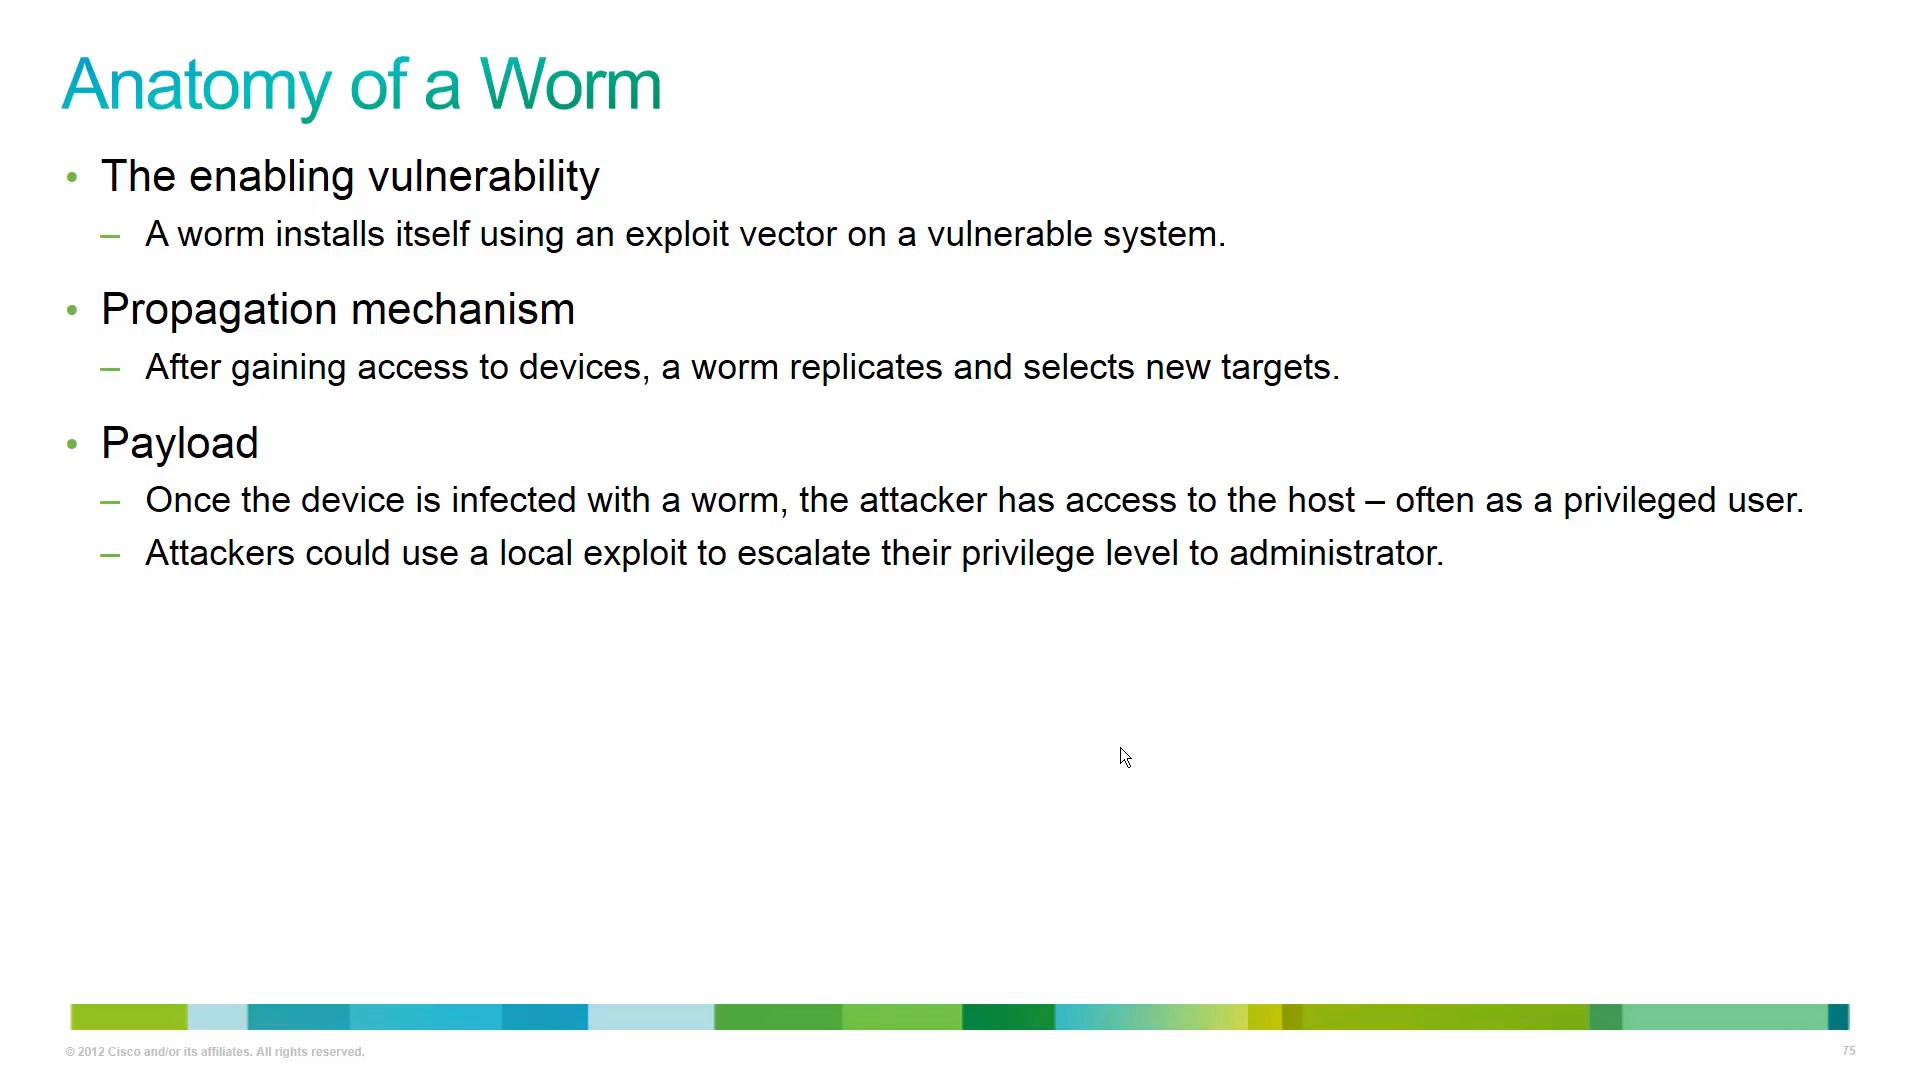 Anatomy of a Worm
• The enabling vulnerability
– A worm installs itself using an exploit vector on a vulnerable system.
• Propagation mechanism
– After gaining access to devices, a worm replicates and selects new targets.
• Payload
– Once the device is infected with a worm, the attacker has access to the host – often as a privileged user.
– Attackers could use a local exploit to escalate their privilege level to administrator.
© 2012 Cisco and/or its affiliates. All rights reserved.
75